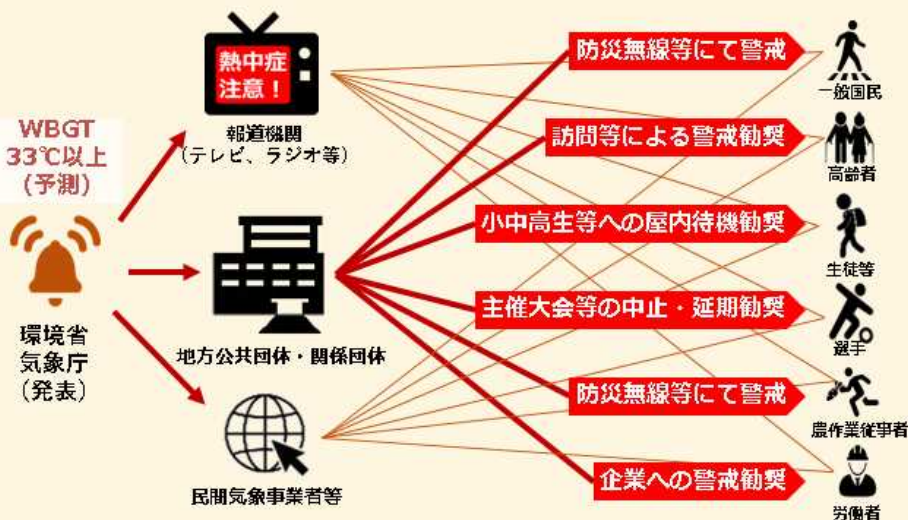 WBGT
33℃以上
(予測)
環境省
気象庁
（発表）
熱中症
注意！
報道機関
（テレビ、ラジオ等）
地方公共団体・関係団体
民間気象事業者等
防災無線等にて警戒
訪問等による警戒勧奨
小中高生等への屋内待機勧奨
主催大会等の中止・延期勧奨
防災無線等にて警戒
企業への警戒勧奨
一般国民
高齢者
生徒等
選手
農作業従事者
労働者